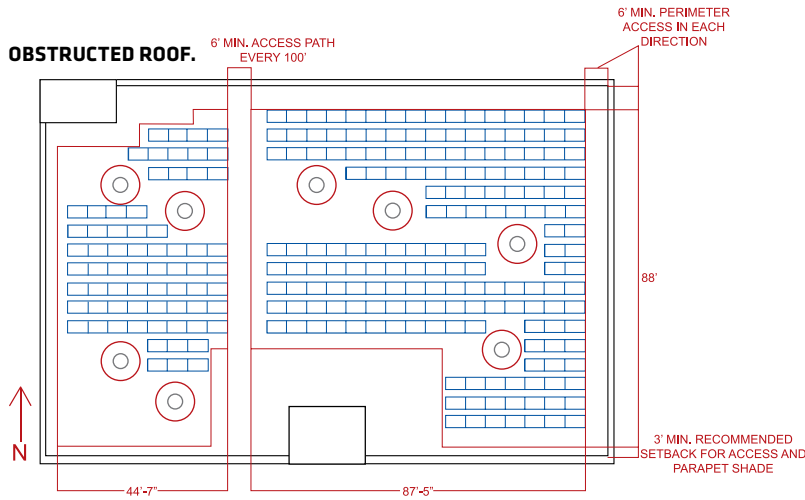 OBSTRUCTED ROOF.
6' MIN. ACCESS PATH
EVERY 100'
6' MIN. PERIMETER
ACCESS IN EACH
DIRECTION
88'
N
3' MIN. RECOMMENDED
SETBACK FOR ACCESS AND
PARAPET SHADE
44'-7"
87'-5"